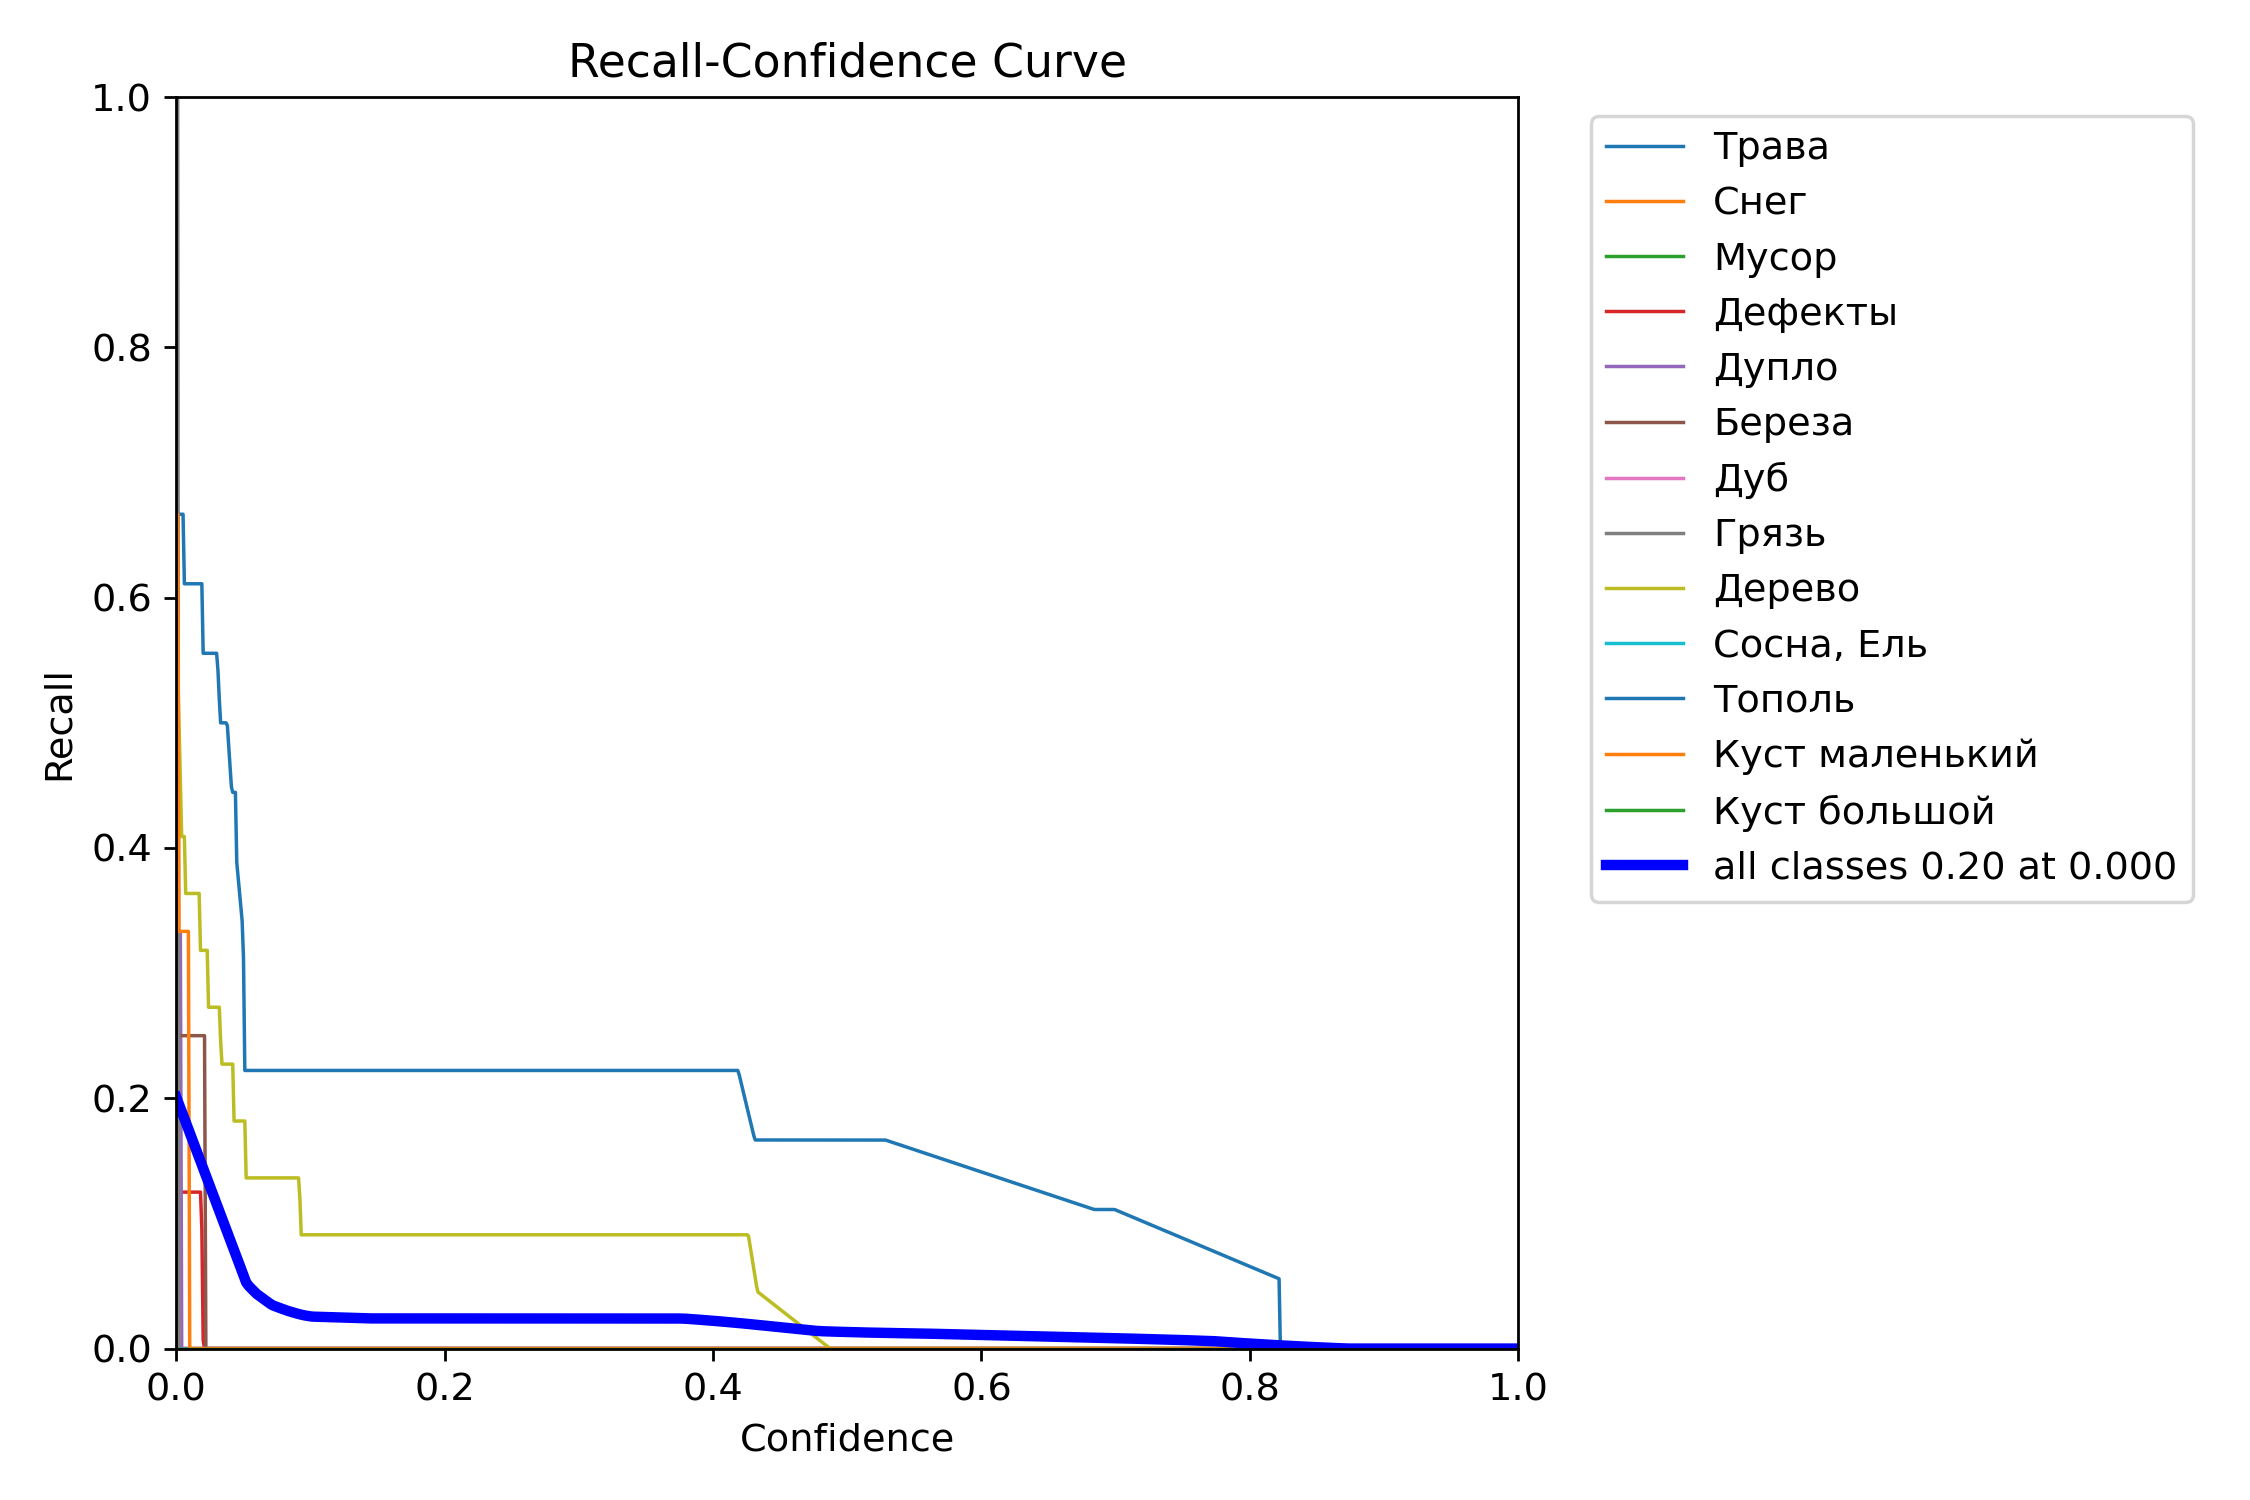 Recall-Confidence Curve
1.0
0.8
0.6
0.4
0.2
0.0
Recall
0.0 0.2 0.4 0.6 0.8 1.0
Confidence
Трава
Снег
Мусор
Дефекты
Дупло
Береза
Дуб
Грязь
Дерево
Сосна, Ель
Тополь
Куст маленький
Куст большой
all classes 0.20 at 0.000